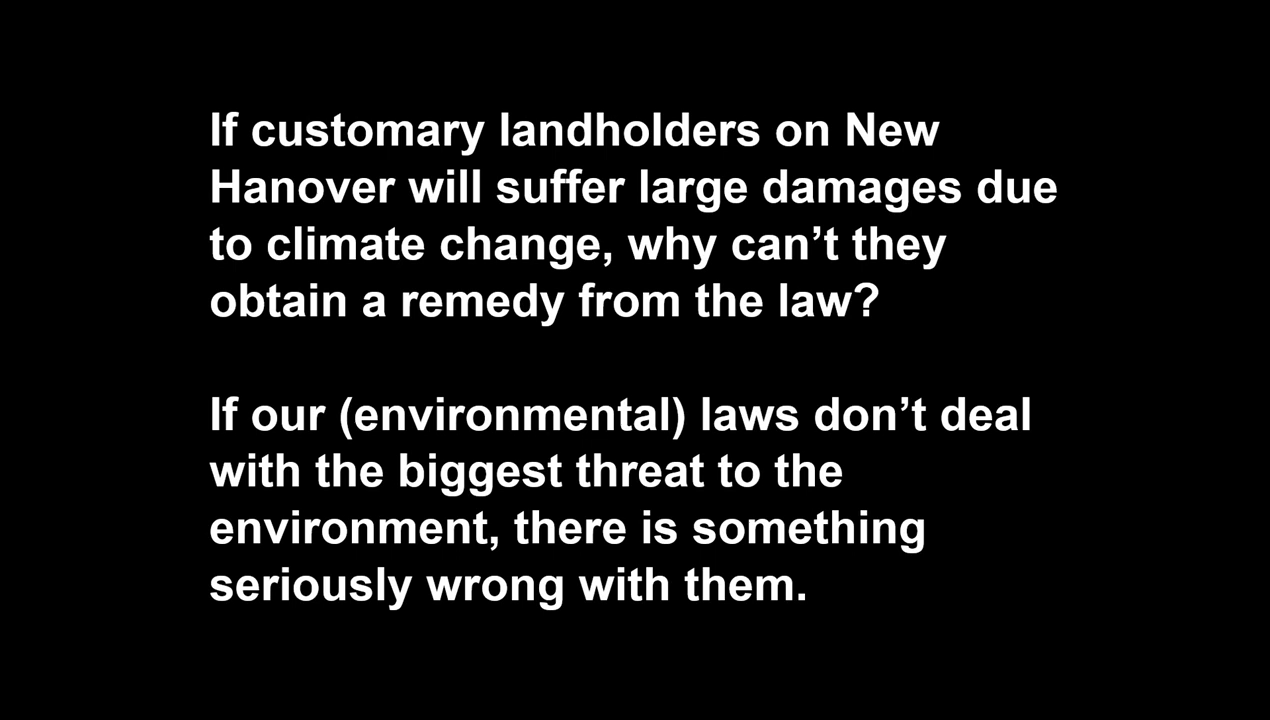 If customary landholders on New
Hanover will suffer large damages due
to climate change, why can’t they
obtain a remedy from the law?
If our (environmental) laws don’t deal
with the biggest threat to the
environment, there is something
seriously wrong with them.